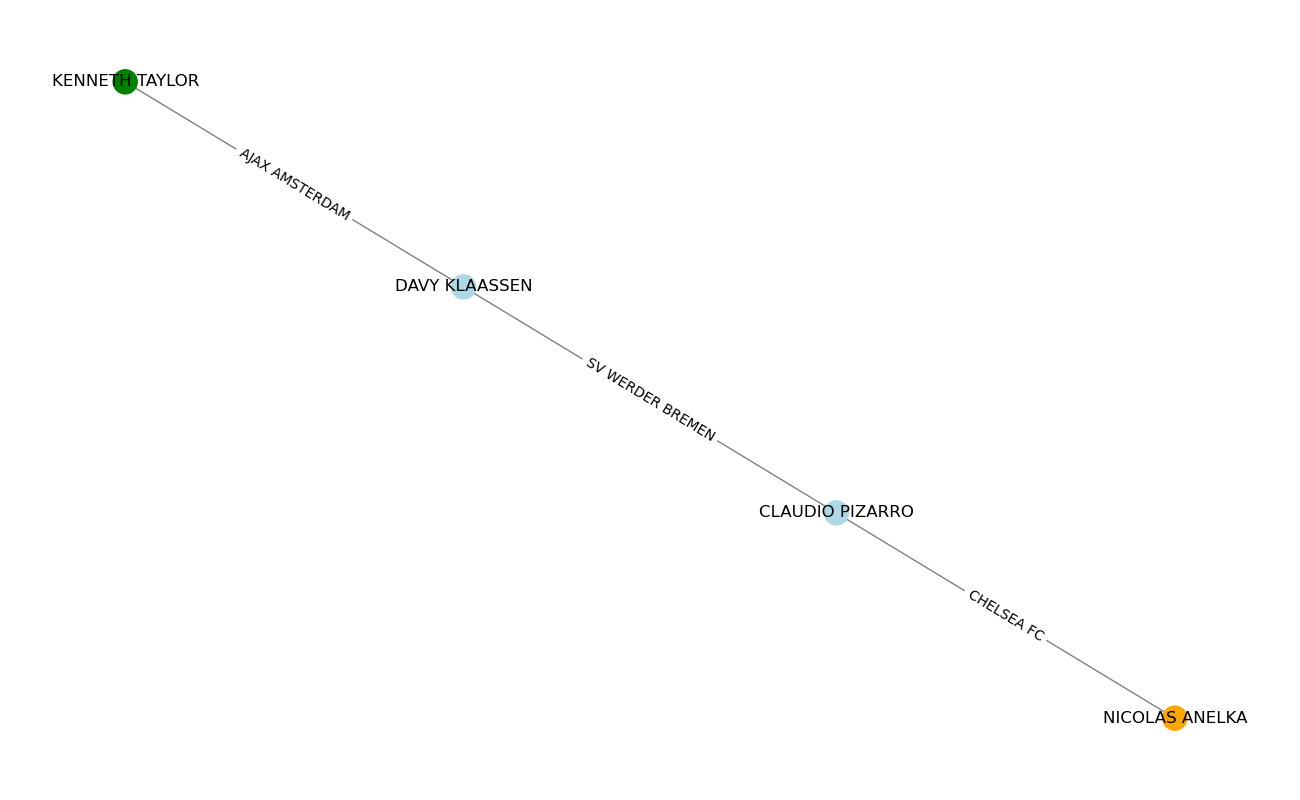 KENNETH TAYLOR
AJAX AMSTERDAM
DAVY KLAASSEN
SV WERDER BREMEN
CLAUDIO PIZARRO
CHELSEA FC
NICOLAS ANELKA